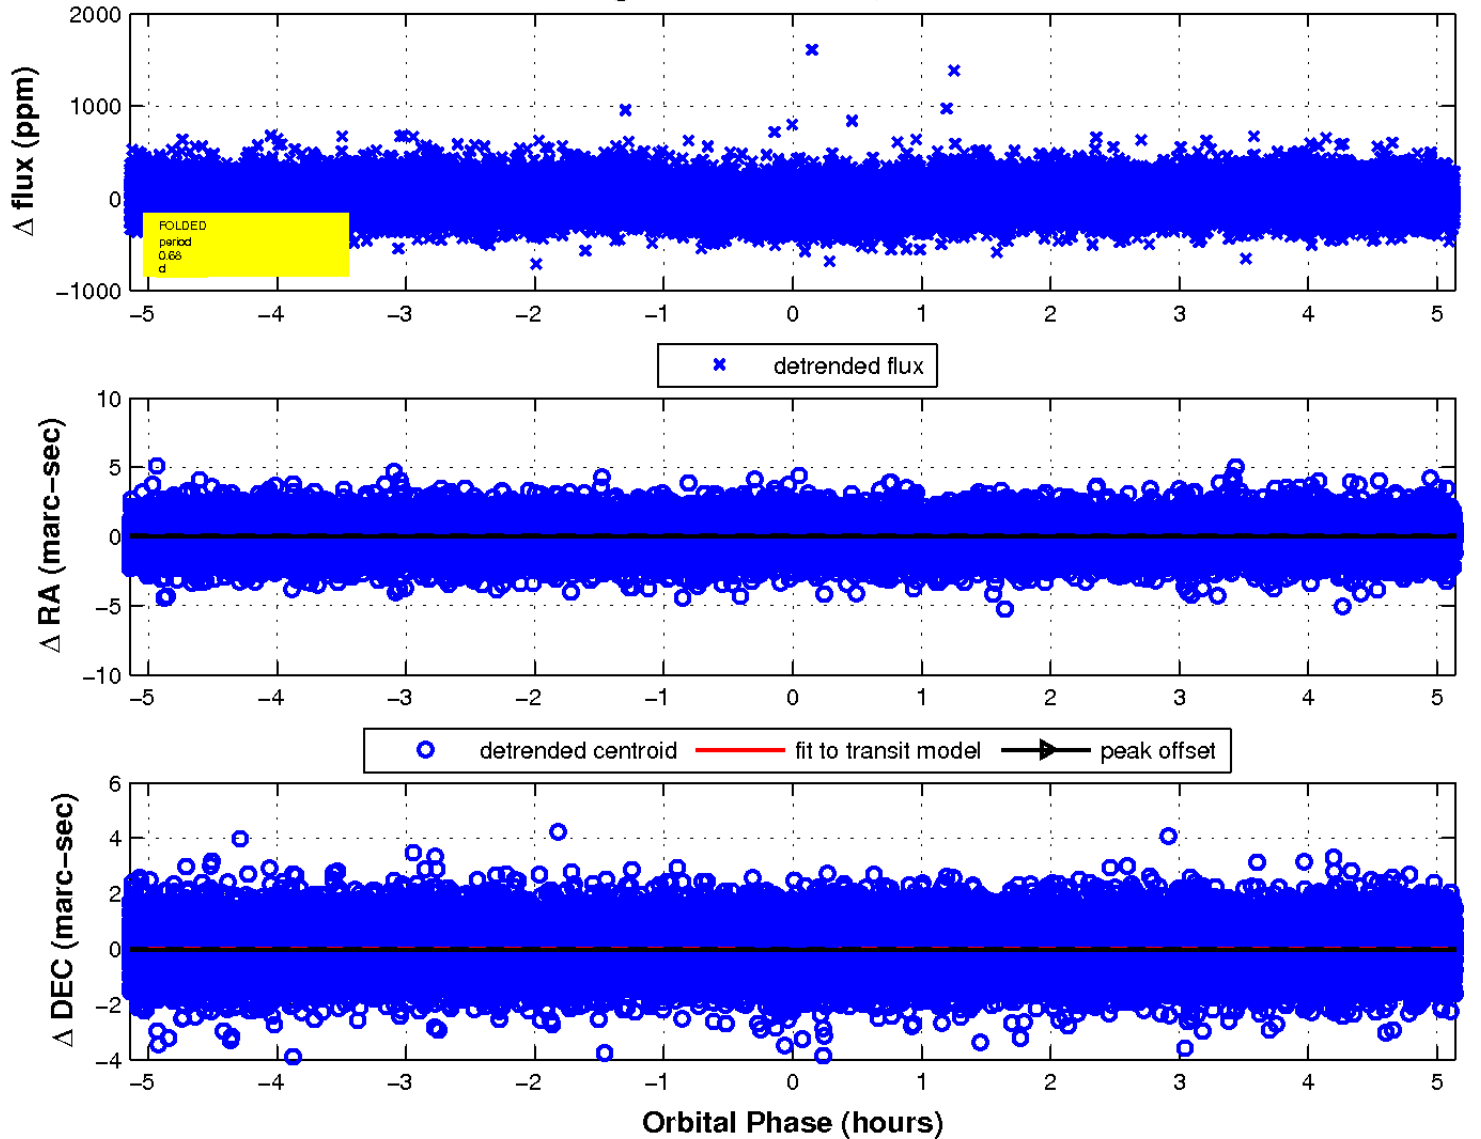 2000
1000
0
−1000
Δ flux (ppm)
FOLDED
period
0.68
d
−5 −4 −3 −2 −1 0 1 2 3 4 5
detrended flux
10
5
0
−5
−10
Δ RA (marc−sec)
−5 −4 −3 −2 −1 0 1 2 3 4 5
detrended centroid fit to transit model peak offset
6
4
2
0
−2
−4
Δ DEC (marc−sec)
−5 −4 −3 −2 −1 0 1 2 3 4 5
Orbital Phase (hours)